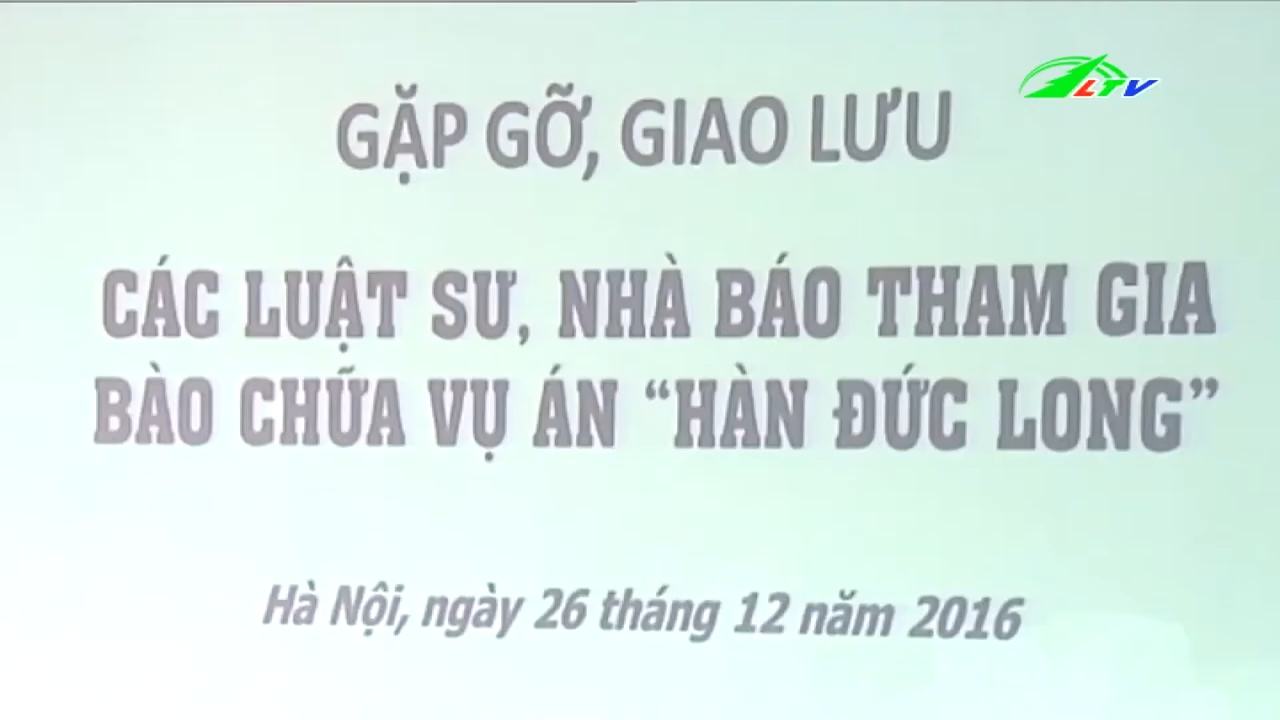 LTV
GẶP GỠ, GIAO LƯU
CÁC LUẬT SƯ, NHÀ BÁO THAM GIA
BÀO CHỮA VỤ ÁN “HÀN ĐỨC LONG”
Hà Nội, ngày 26 tháng 12 năm 2016